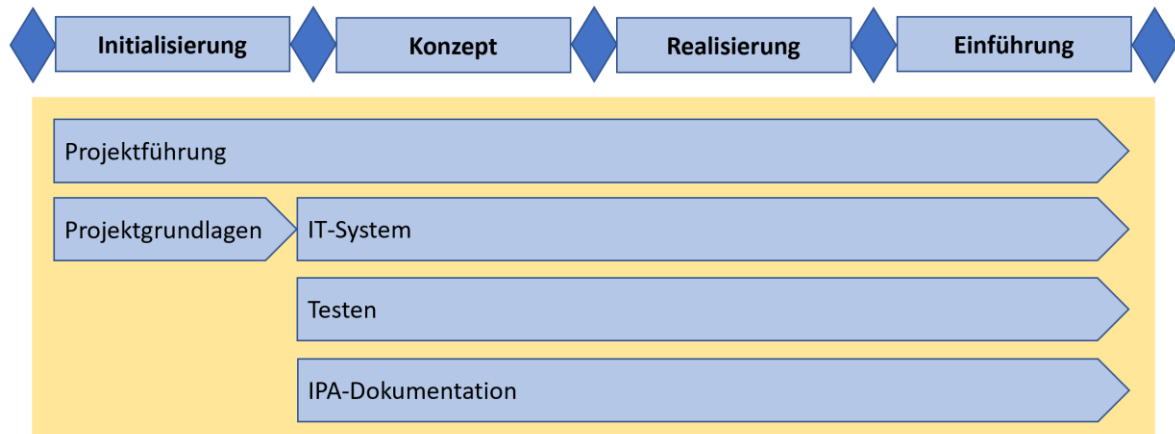 Initialisierung Konzept Realisierung Einführung
Projektführung
Projektgrundlagen IT-System
Testen
IPA-Dokumentation